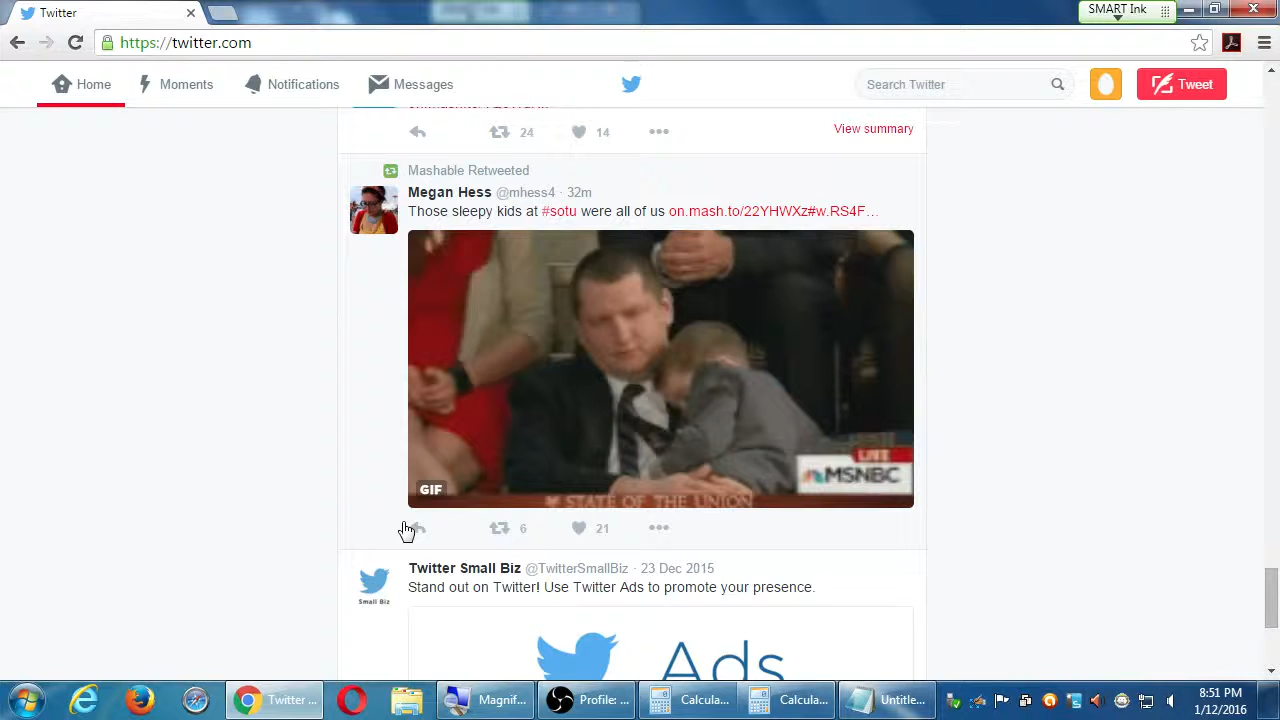 Twitter
SMART Ink
https://twitter.com
Home
Moments
Notifications
Messages
Search Twitter
Tweet
24
14
View summary
Mashable Retweeted
Megan Hess @mhess4 · 32m
Those sleepy kids at #sotu were all of us on.mash.to/22YHWXz#w.RS4F…
LIVE
MSNBC
GIF
STATE OF THE UNION
6
21
Twitter Small Biz @TwitterSmallBiz · 23 Dec 2015
Small Biz
Stand out on Twitter! Use Twitter Ads to promote your presence.
Ads
Twitter ...
Magnif...
Profile: ...
Calcula...
Calcula...
Untitle...
8:51 PM
1/12/2016